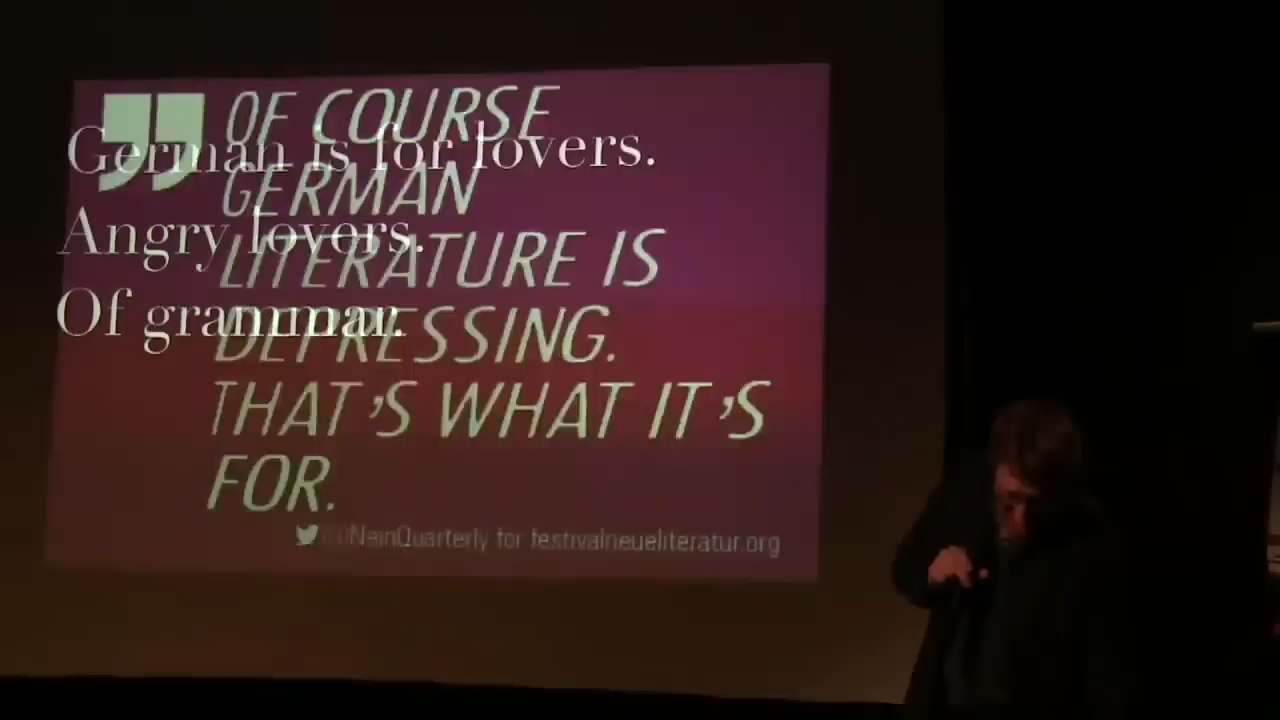 German is for lovers.
Angry lovers.
Of grammar.
OF COURSE
GERMAN
LITERATURE IS
DEPRESSING.
THAT'S WHAT IT'S
FOR.
@NeinQuarterly for festivalneueliteratur.org